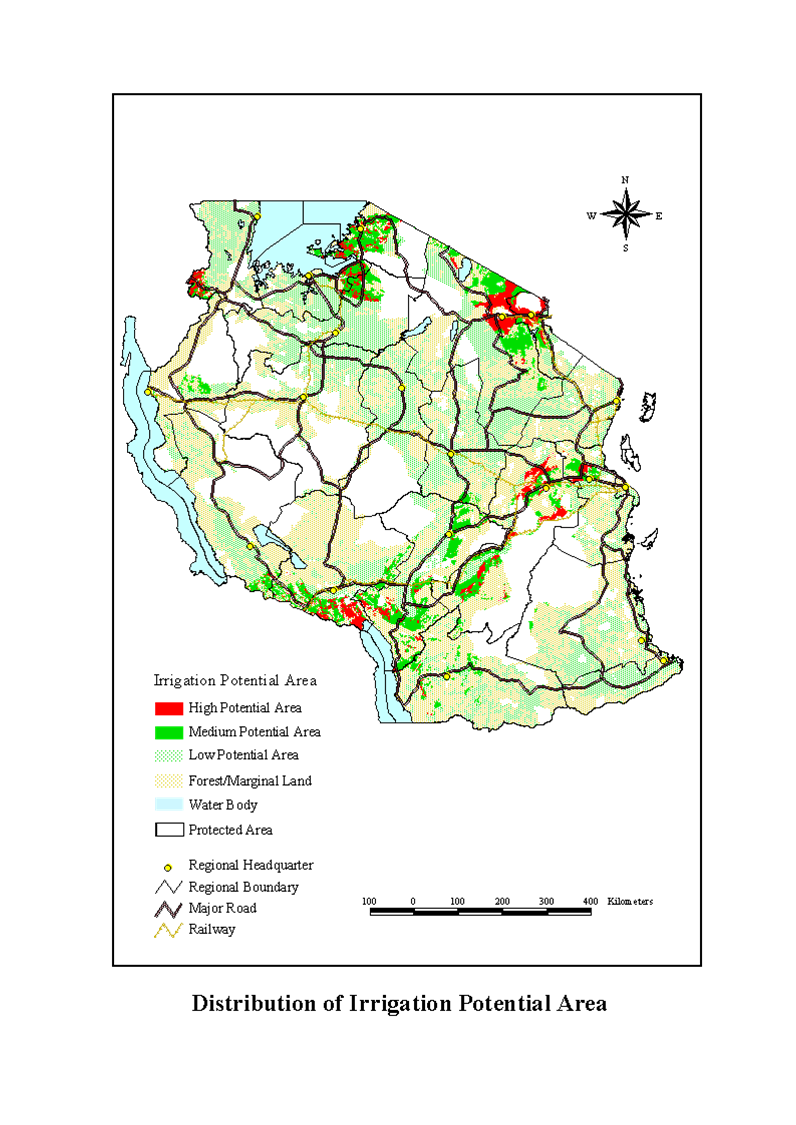 N
W E
S
Irrigation Potential Area
High Potential Area
Medium Potential Area
Low Potential Area
Forest/Marginal Land
Water Body
Protected Area
Regional Headquarter
Regional Boundary
Major Road
Railway
100 0 100 200 300 400 Kilometers
Distribution of Irrigation Potential Area